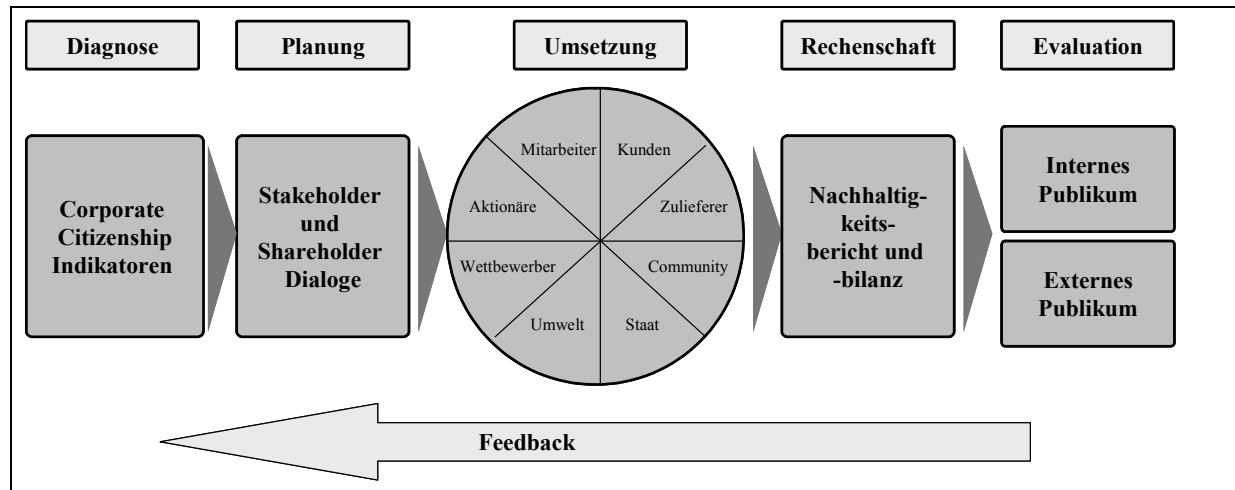 Diagnose
Planung
Umsetzung
Rechenschaft
Evaluation
Corporate
Citizenship
Indikatoren
Stakeholder
und
Shareholder
Dialoge
Mitarbeiter
Kunden
Aktionäre
Zulieferer
Wettbewerber
Community
Umwelt
Staat
Nachhaltig-
keits-
bericht und
-bilanz
Internes
Publikum
Externes
Publikum
Feedback